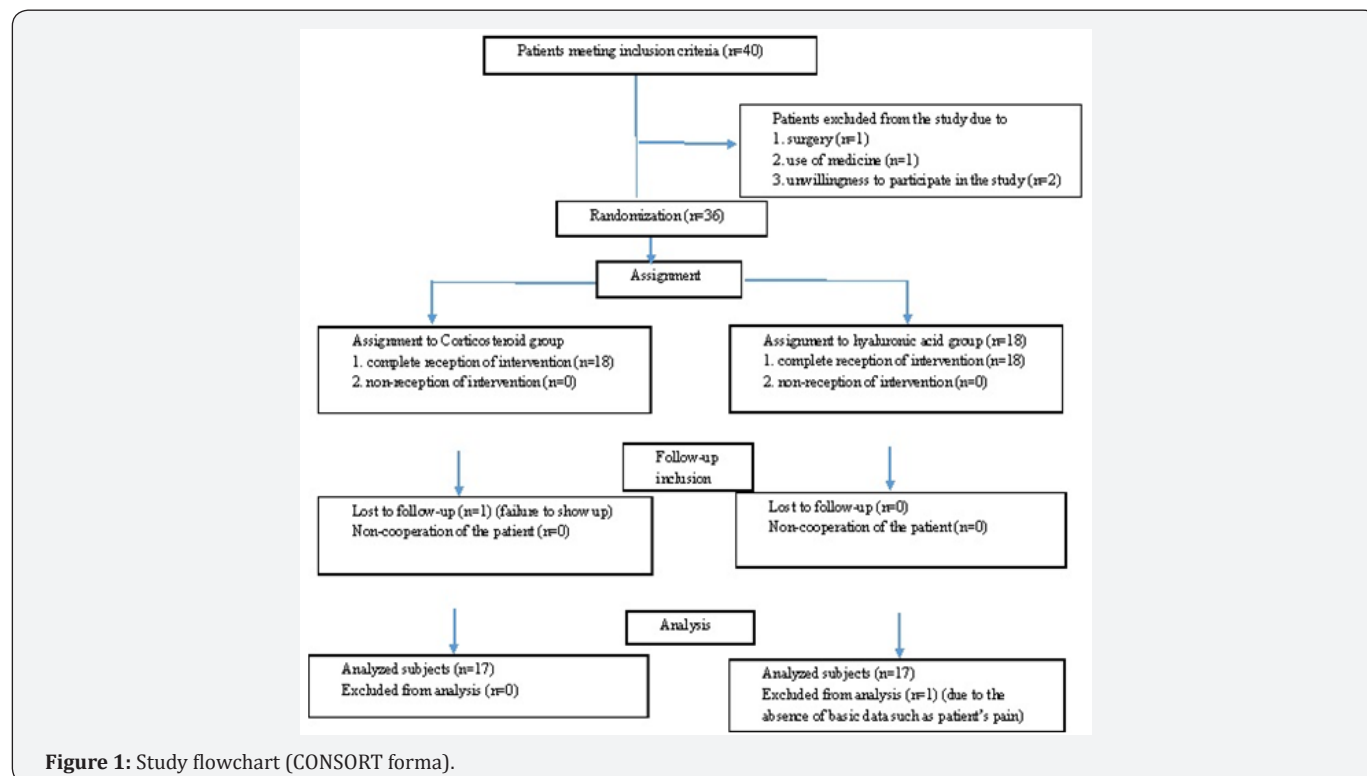 Patients meeting inclusion criteria (n=40)
Patients excluded from the study due to
1. surgery (n=1)
2. use of medicine (n=1)
3. unwillingness to participate in the study (n=2)
Randomization (n=36)
Assignment
Assignment to Corticosteroid group
1. complete reception of intervention (n=18)
2. non-reception of intervention (n=0)
Assignment to hyaluronic acid group (n=18)
1. complete reception of intervention (n=18)
2. non-reception of intervention (n=0)
Follow-up
inclusion
Lost to follow-up (n=1) (failure to show up)
Non-cooperation of the patient (n=0)
Lost to follow-up (n=0)
Non-cooperation of the patient (n=0)
Analysis
Analyzed subjects (n=17)
Excluded from analysis (n=0)
Analyzed subjects (n=17)
Excluded from analysis (n=1) (due to the
absence of basic data such as patient's pain)
Figure 1: Study flowchart (CONSORT forma).